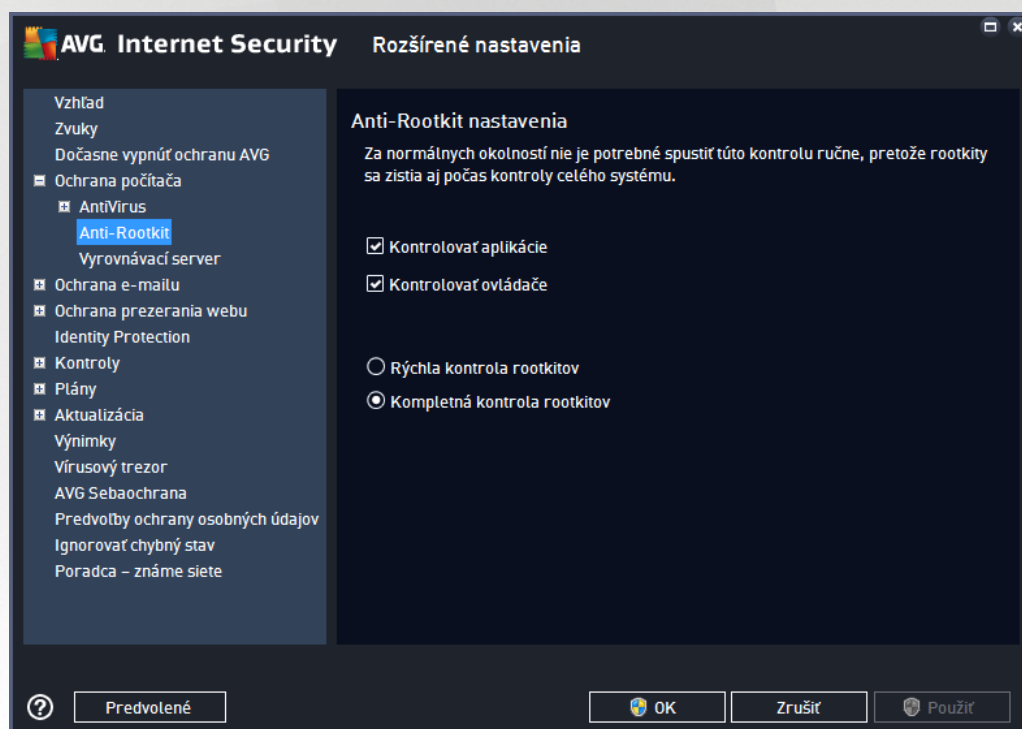 AVG. Internet Security
Rozšírené nastavenia
Vzhľad
Zvuky
Dočasne vypnúť ochranu AVG
Ochrana počítača
AntiVirus
Anti-Rootkit
Vyrovnávací server
Ochrana e-mailu
Ochrana prezerania webu
Identity Protection
Kontroly
Plány
Aktualizácia
Výnimky
Vírusový trezor
AVG Sebaochrana
Predvoľby ochrany osobných údajov
Ignorovať chybný stav
Poradca – známe siete
Anti-Rootkit nastavenia
Za normálnych okolností nie je potrebné spustiť túto kontrolu ručne, pretože rootkity
sa zistia aj počas kontroly celého systému.
Kontrolovať aplikácie
Kontrolovať ovládače
Rýchla kontrola rootkitov
Kompletná kontrola rootkitov
Predvolené
OK
Zrušiť
Použiť